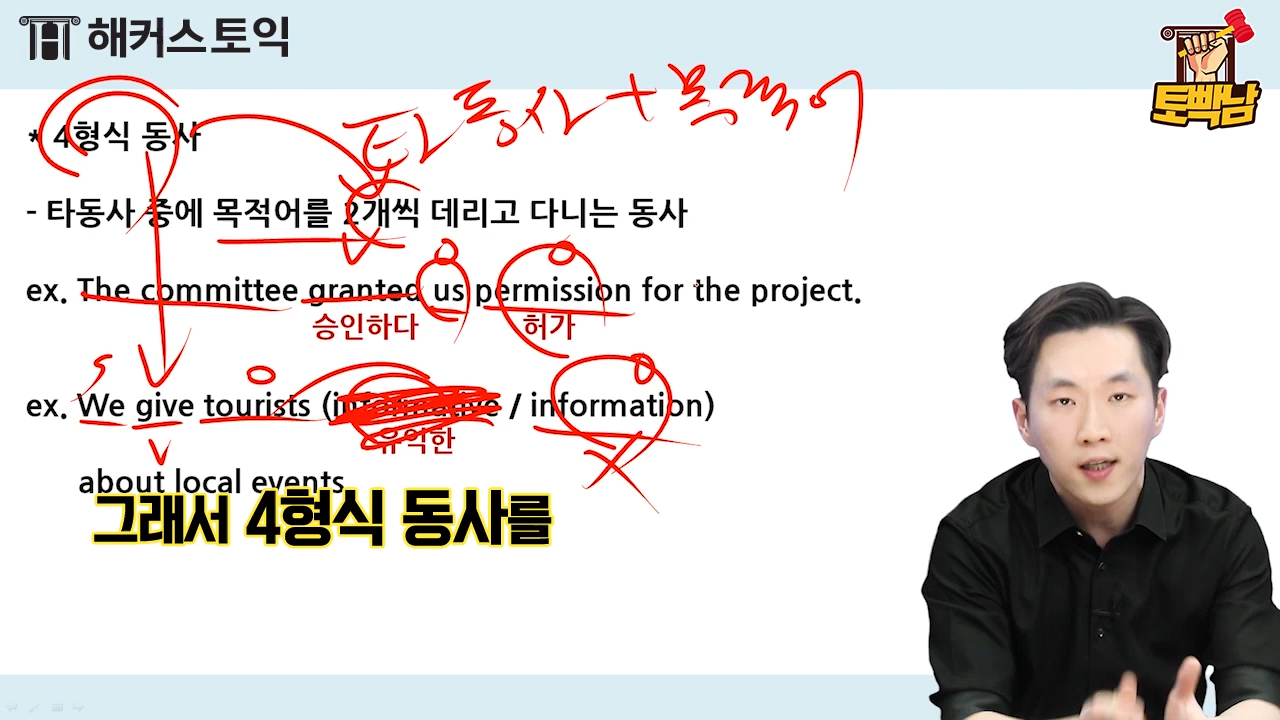 해커스토익
토빡남
타동사+목적어
* 4형식 동사
- 타동사 중에 목적어를 2개씩 데리고 다니는 동사
ex. The committee granted us permission for the project.
승인하다 허가
S O O
ex. We give tourists (informative / information)
V 유익한
about local events
그래서 4형식 동사를